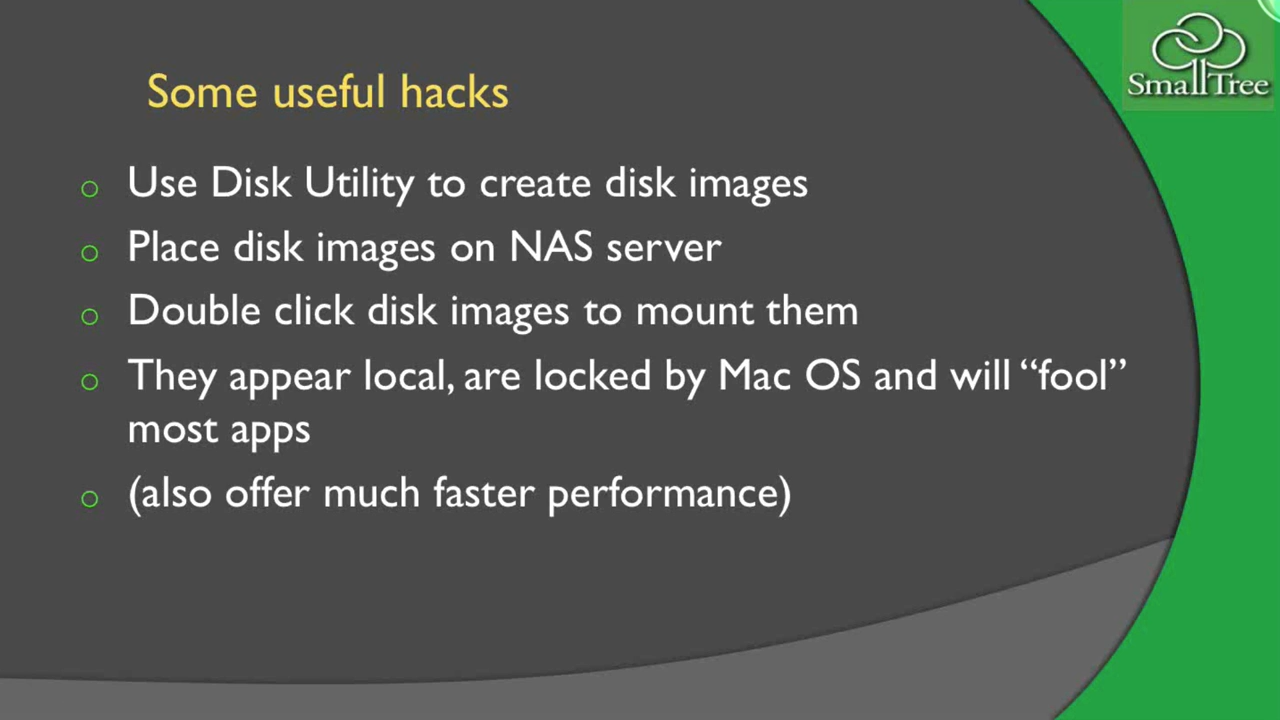 SmallTree
Some useful hacks
o Use Disk Utility to create disk images
o Place disk images on NAS server
o Double click disk images to mount them
o They appear local, are locked by Mac OS and will “fool”
most apps
o (also offer much faster performance)